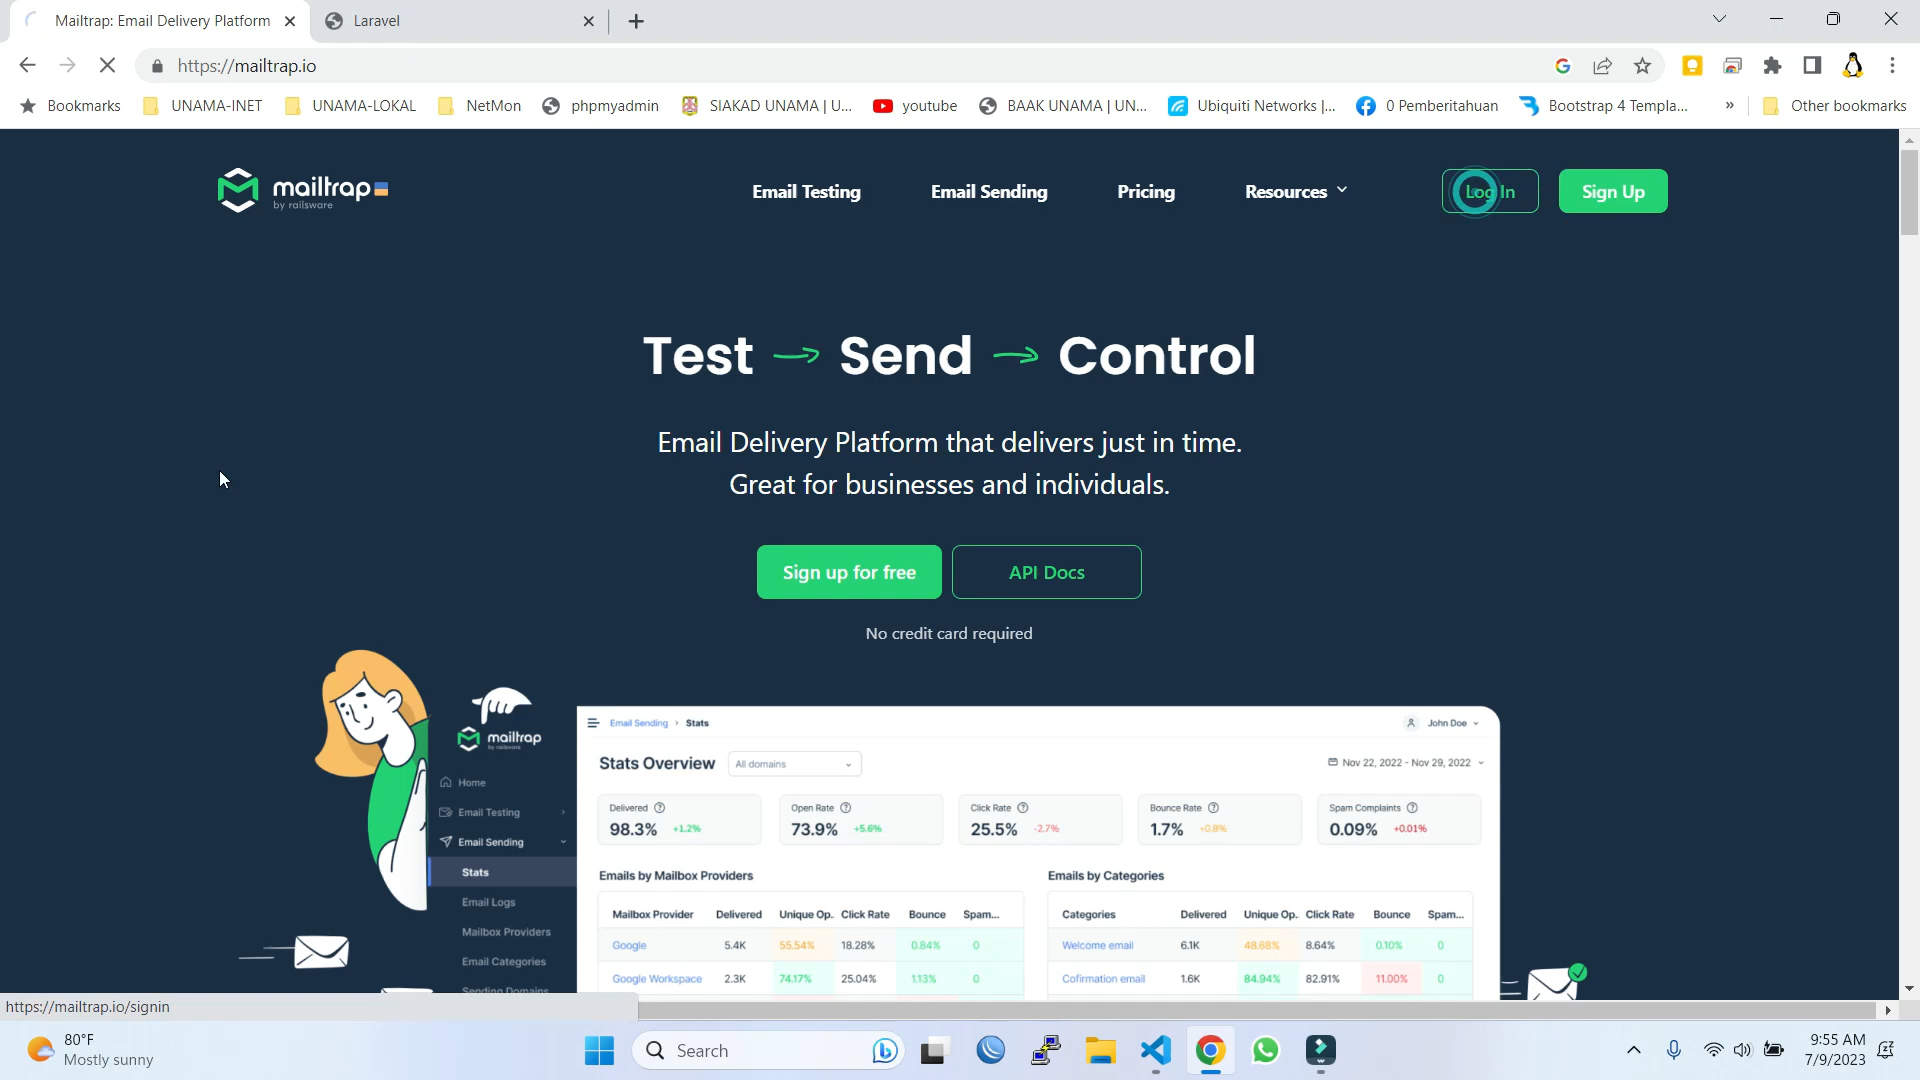 Mailtrap: Email Delivery Platform
Laravel
https://mailtrap.io
Bookmarks
UNAMA-INET
UNAMA-LOKAL
NetMon
phpmyadmin
SIAKAD UNAMA | U...
youtube
BAAK UNAMA | UN...
Ubiquiti Networks |...
0 Pemberitahuan
Bootstrap 4 Templa...
»
Other bookmarks
mailtrap
by railsware
Email Testing
Email Sending
Pricing
Resources
Log In
Sign Up
Test → Send → Control
Email Delivery Platform that delivers just in time.
Great for businesses and individuals.
Sign up for free
API Docs
No credit card required
mailtrap
by railsware
Home
Email Testing
Email Sending
Stats
Email Logs
Mailbox Providers
Email Categories
Sending Domains
Email Sending › Stats
John Doe
Stats Overview
All domains
Nov 22, 2022 - Nov 29, 2022
Delivered
98.3% +1.2%
Open Rate
73.9% +5.6%
Click Rate
25.5% -2.7%
Bounce Rate
1.7% +0.8%
Spam Complaints
0.09% +0.01%
Emails by Mailbox Providers
Mailbox Provider Delivered Unique Op. Click Rate Bounce Spam...
Google 5.4K 55.54% 18.28% 0.84% 0
Google Workspace 2.3K 74.17% 25.04% 1.13% 0
Emails by Categories
Categories Delivered Unique Op. Click Rate Bounce Spam...
Welcome email 6.1K 48.68% 8.64% 0.10% 0
Cofirmation email 1.6K 84.94% 82.91% 11.00% 0
https://mailtrap.io/signin
80°F
Mostly sunny
Search
9:55 AM
7/9/2023